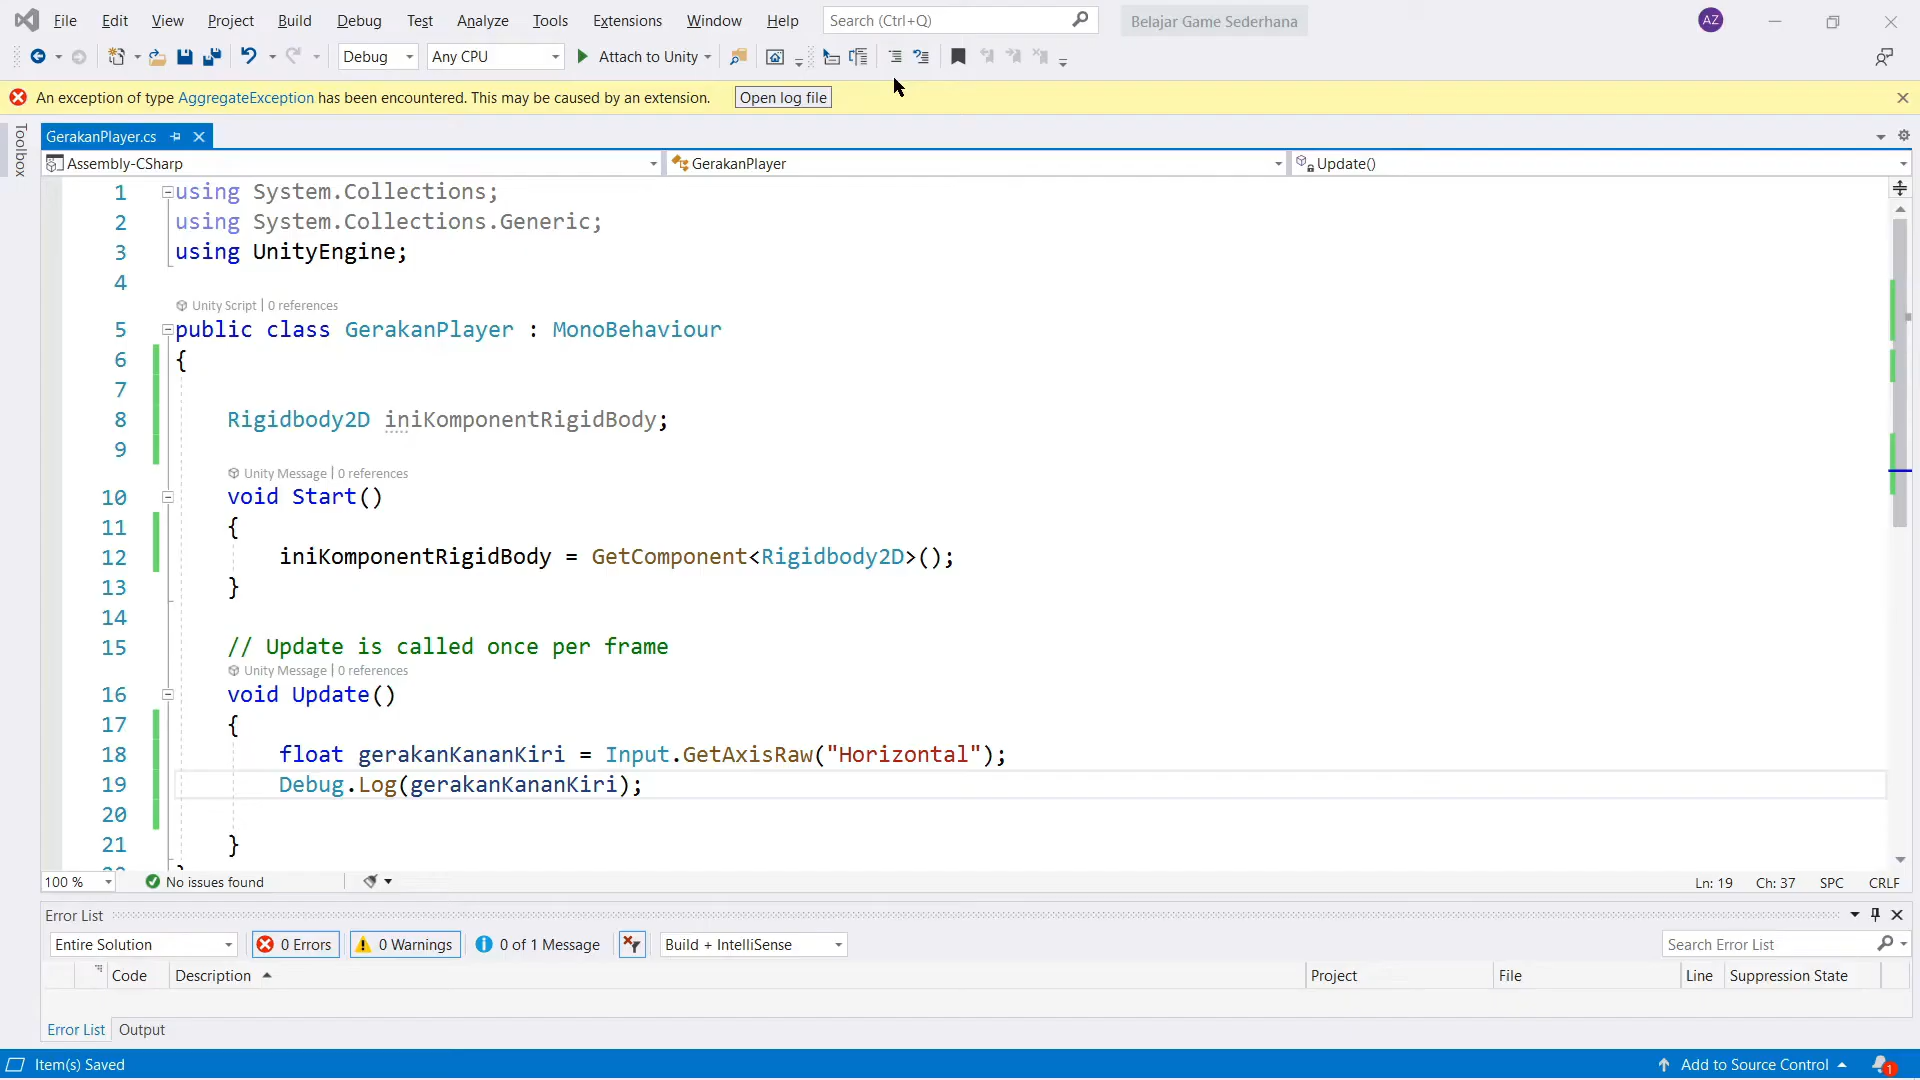 File Edit View Project Build Debug Test Analyze Tools Extensions Window Help Search (Ctrl+Q) Belajar Game Sederhana AZ
Debug Any CPU Attach to Unity
An exception of type AggregateException has been encountered. This may be caused by an extension. Open log file
Toolbox
GerakanPlayer.cs
Assembly-CSharp GerakanPlayer Update()
1 using System.Collections;
2 using System.Collections.Generic;
3 using UnityEngine;
4
Unity Script | 0 references
5 public class GerakanPlayer : MonoBehaviour
6 {
7
8 Rigidbody2D iniKomponentRigidBody;
9
Unity Message | 0 references
10 void Start()
11 {
12 iniKomponentRigidBody = GetComponent<Rigidbody2D>();
13 }
14
15 // Update is called once per frame
Unity Message | 0 references
16 void Update()
17 {
18 float gerakanKananKiri = Input.GetAxisRaw("Horizontal");
19 Debug.Log(gerakanKananKiri);
20
21 }
100 % No issues found Ln: 19 Ch: 37 SPC CRLF
Error List
Entire Solution 0 Errors 0 Warnings 0 of 1 Message Build + IntelliSense Search Error List
Code Description Project File Line Suppression State
Error List Output
Item(s) Saved Add to Source Control 1